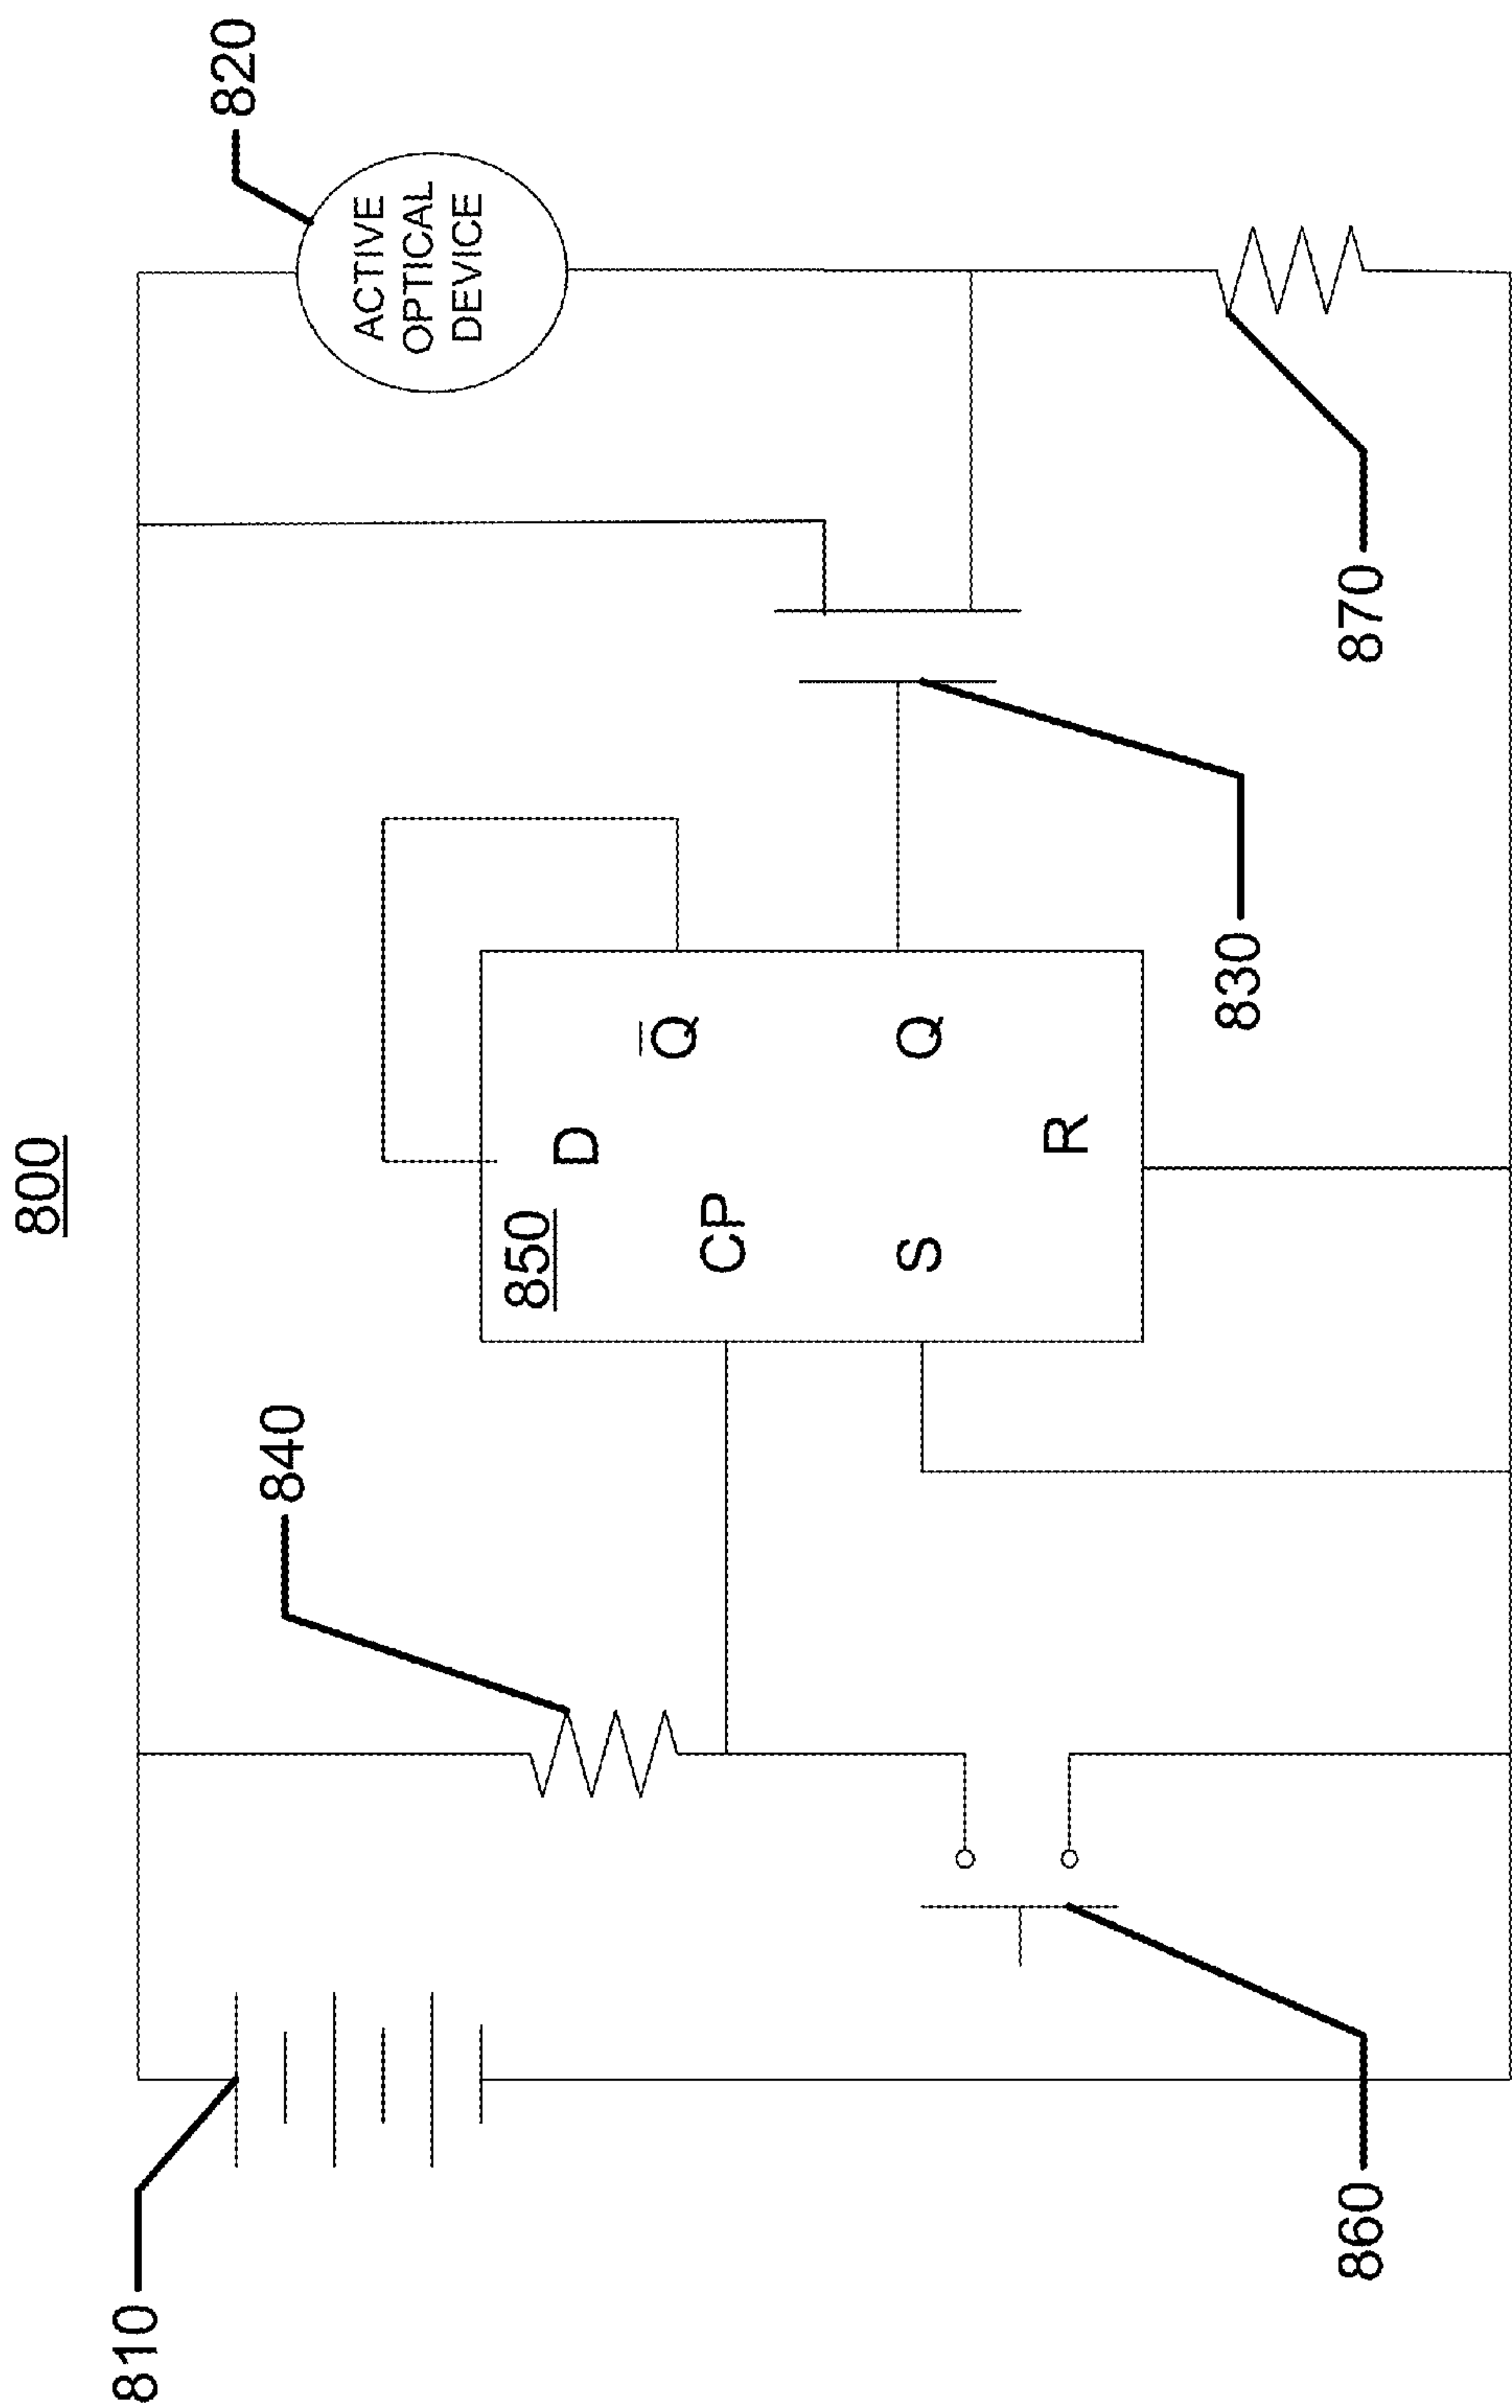 800
810
820
ACTIVE
OPTICAL
DEVICE
840
850
D
Q̅
CP
S
Q
R
830
860
870